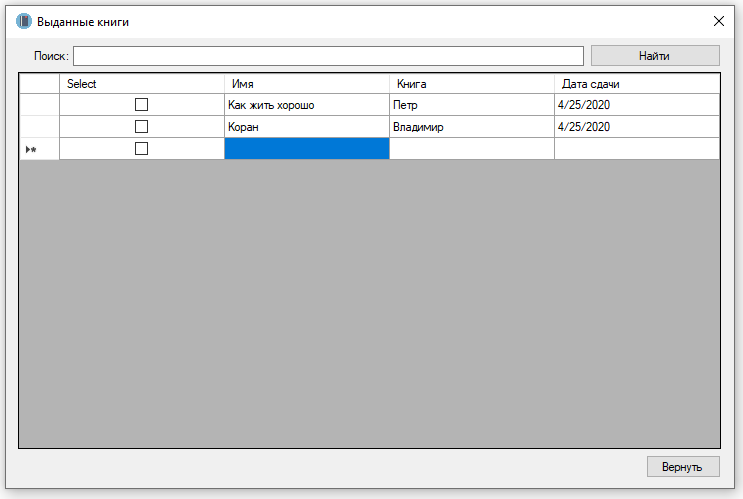 Выданные книги
Поиск: Найти
Select Имя Книга Дата сдачи
Как жить хорошо Петр 4/25/2020
Коран Владимир 4/25/2020
Вернуть